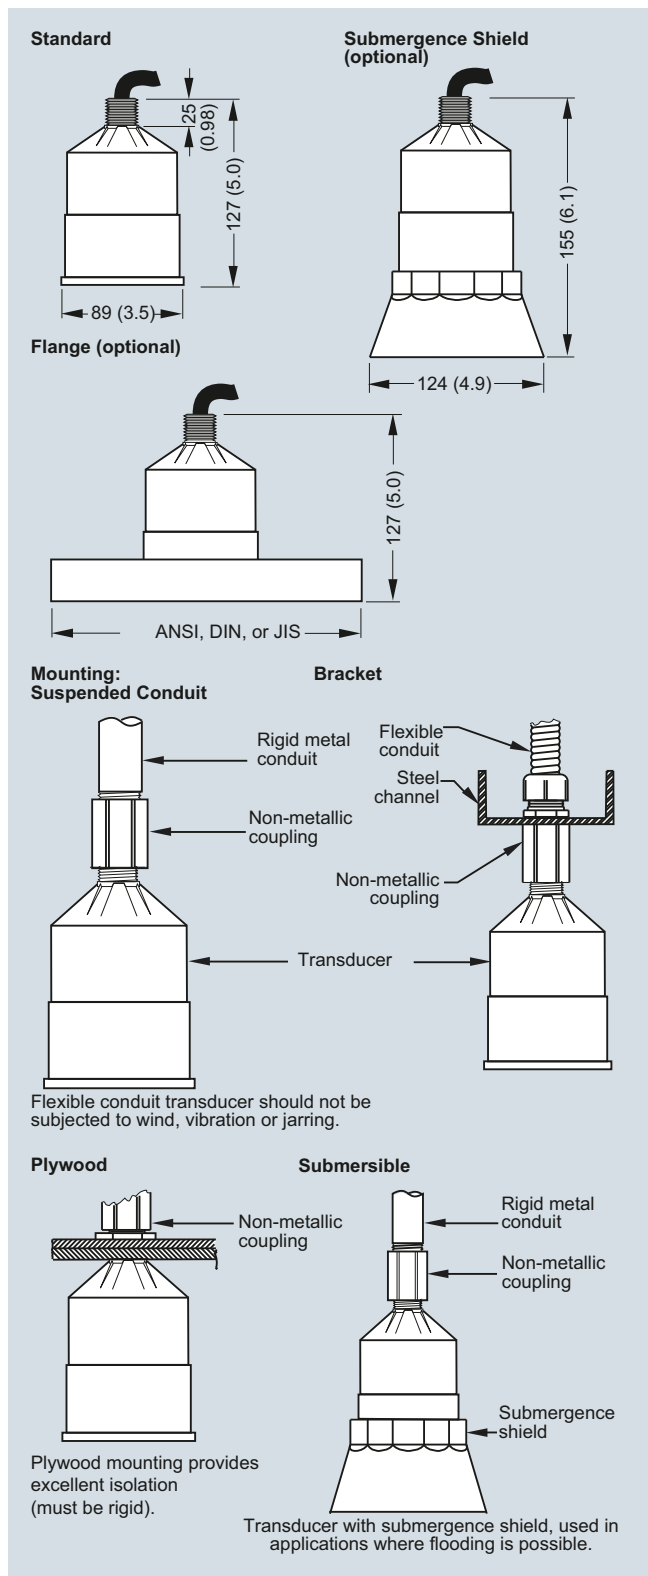 Standard
25
(0.98)
127 (5.0)
89 (3.5)
Submergence Shield
(optional)
155 (6.1)
124 (4.9)
Flange (optional)
127 (5.0)
ANSI, DIN, or JIS
Mounting:
Suspended Conduit
Rigid metal
conduit
Non-metallic
coupling
Transducer
Bracket
Flexible
conduit
Steel
channel
Non-metallic
coupling
Flexible conduit transducer should not be
subjected to wind, vibration or jarring.
Plywood
Non-metallic
coupling
Plywood mounting provides
excellent isolation
(must be rigid).
Submersible
Rigid metal
conduit
Non-metallic
coupling
Submergence
shield
Transducer with submergence shield, used in
applications where flooding is possible.